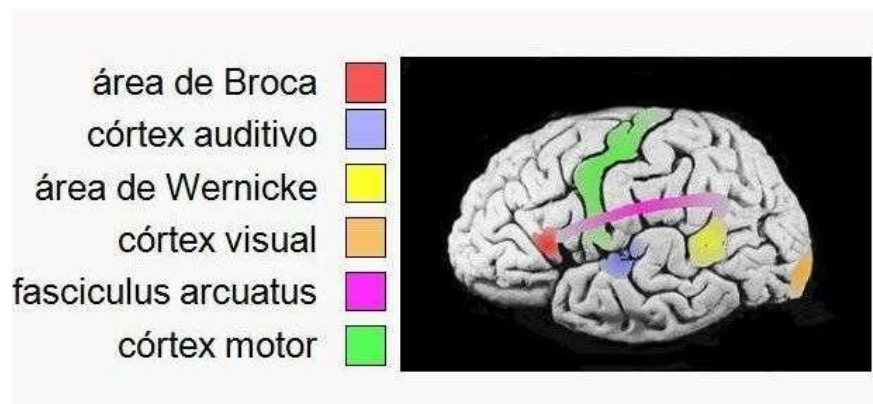 área de Broca
córtex auditivo
área de Wernicke
córtex visual
fasciculus arcuatus
córtex motor